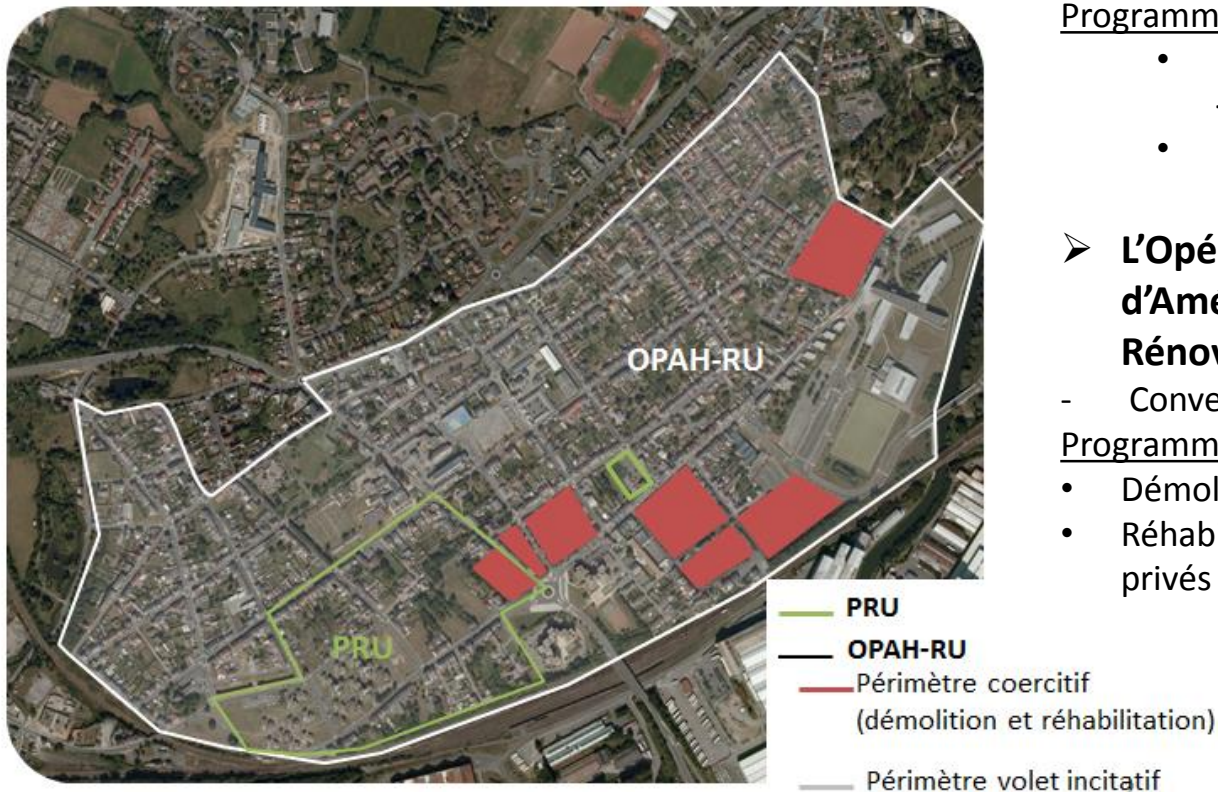 OPAH-RU
PRU
Programm
•
•
➢ L'Opé
d'Ame
Rénov
- Conve
Programm
• Démol
• Réhab
privés
PRU
OPAH-RU
Périmètre coercitif
(démolition et réhabilitation)
Périmètre volet incitatif